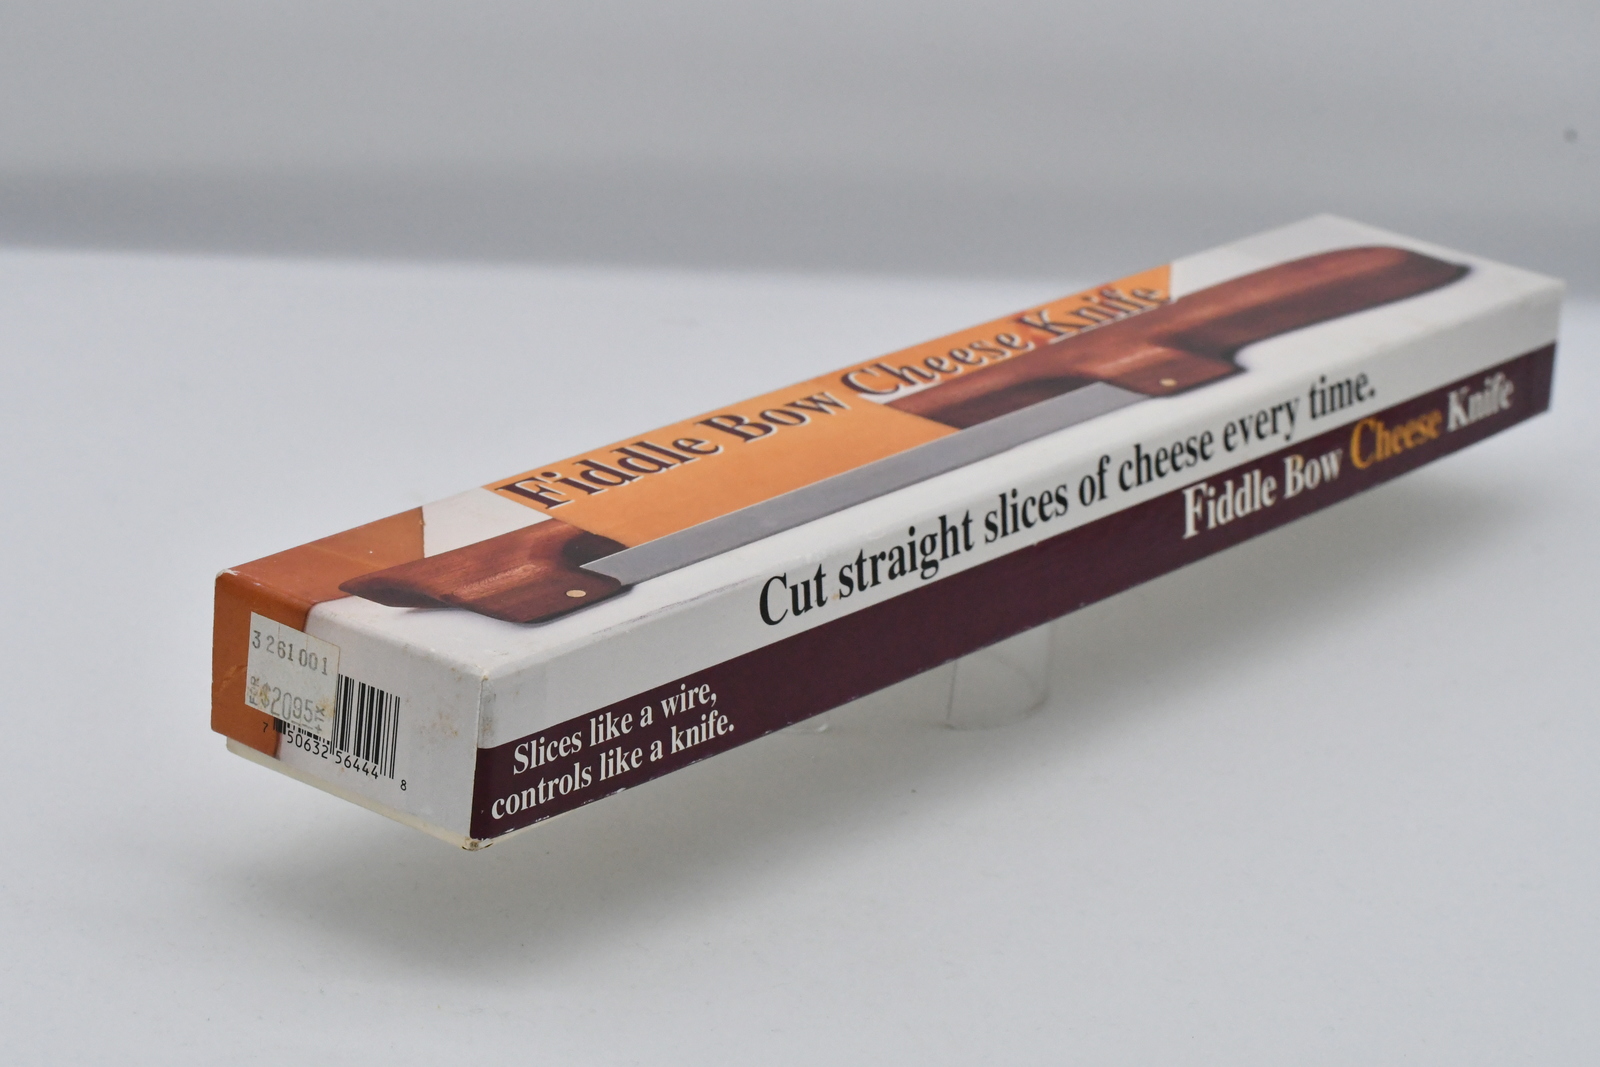 Fiddle Bow Cheese Knife
Cut straight slices of cheese every time.
Fiddle Bow Cheese Knife
Slices like a wire,
controls like a knife.
3261001
$2095
7 50632 56444 8